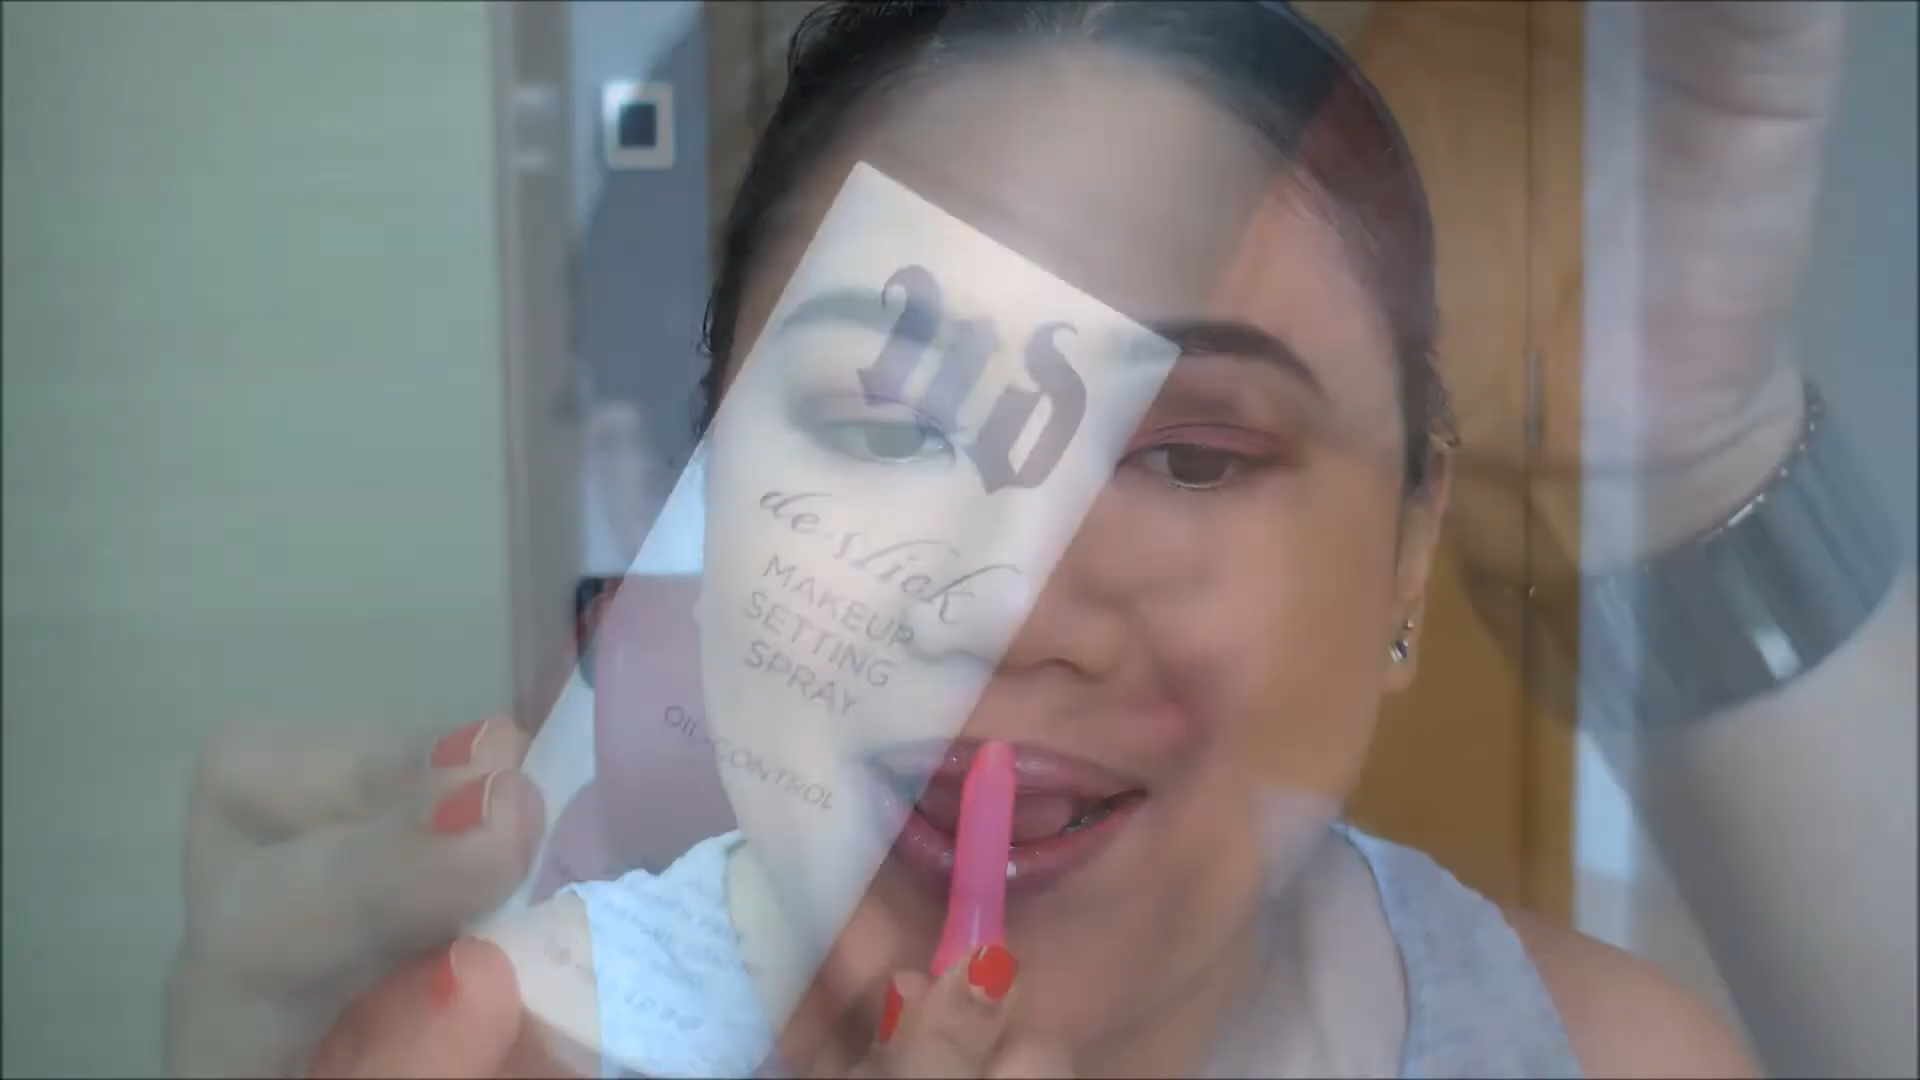 UD
de-slick
MAKEUP
SETTING
SPRAY
OIL-CONTROL